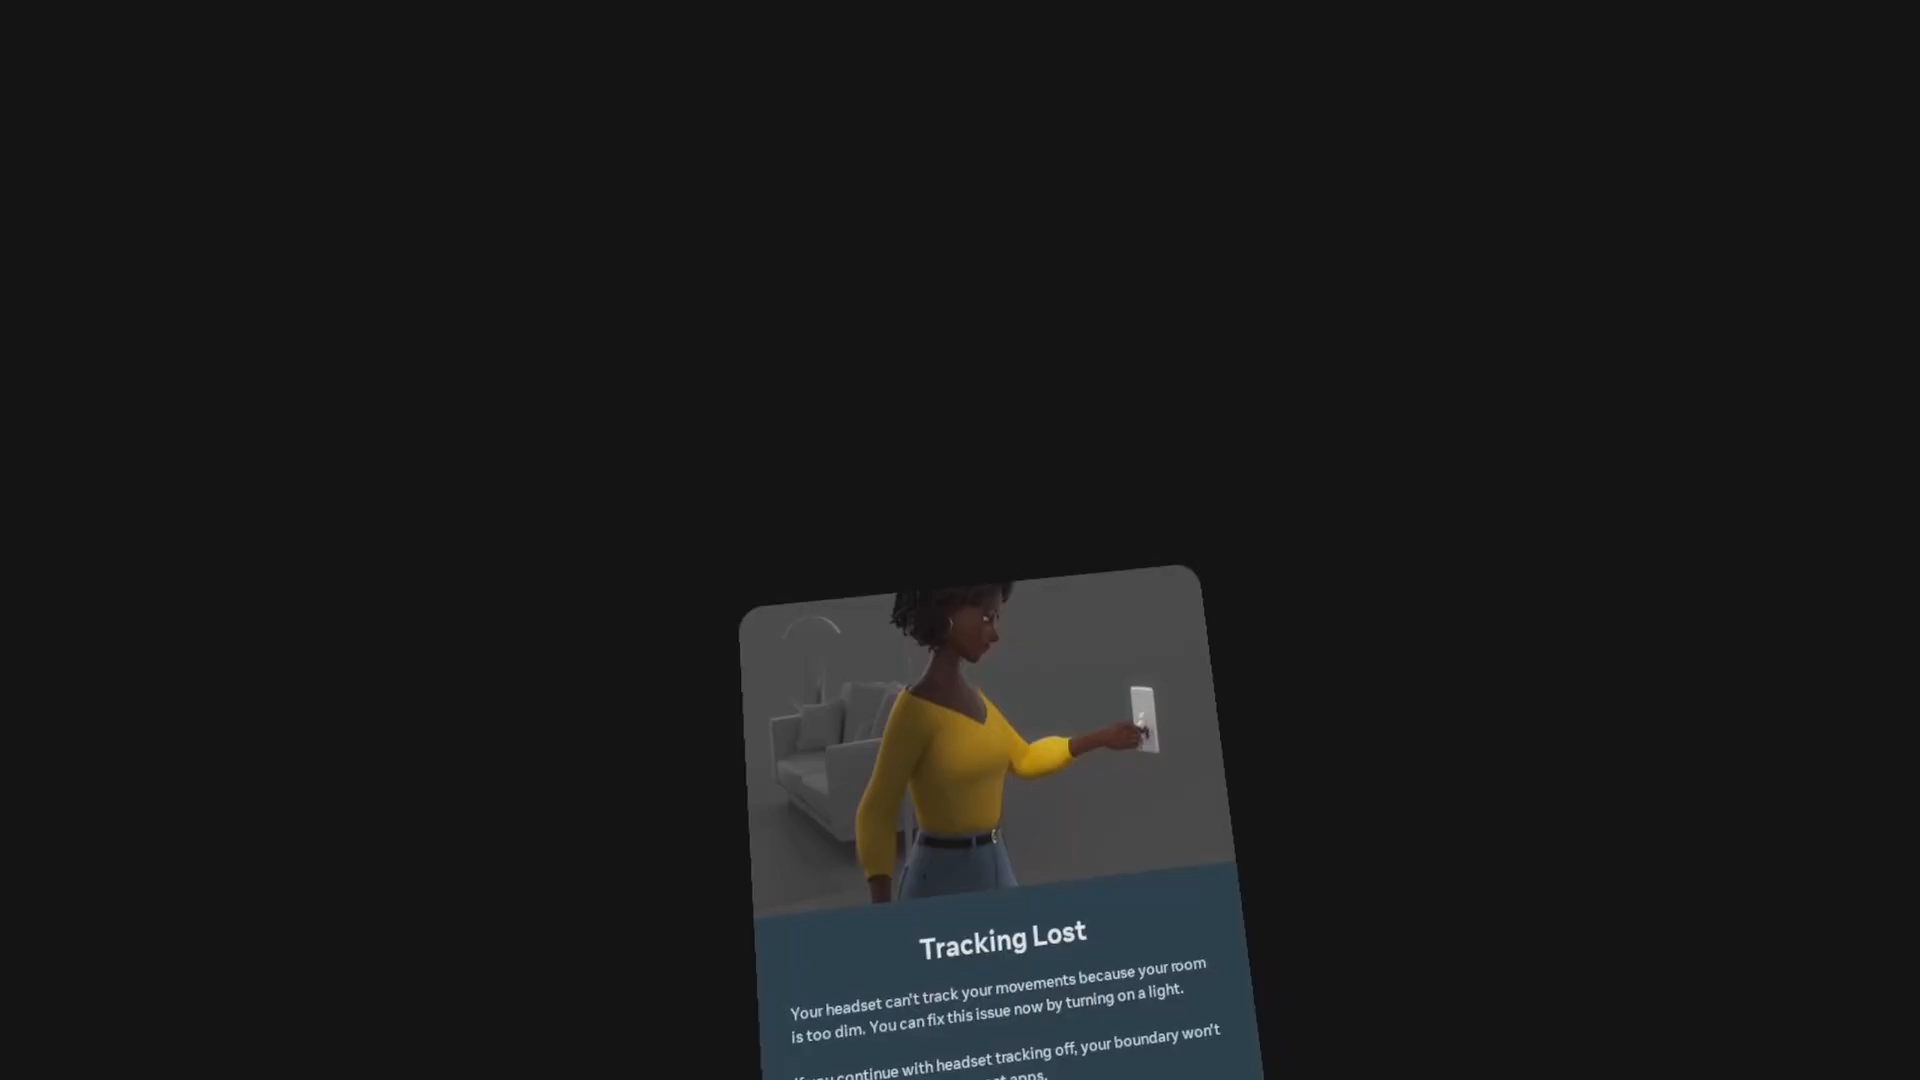 Tracking Lost
Your headset can't track your movements because your room
is too dim. You can fix this issue now by turning on a light.
continue with headset tracking off, your boundary won't
apps.